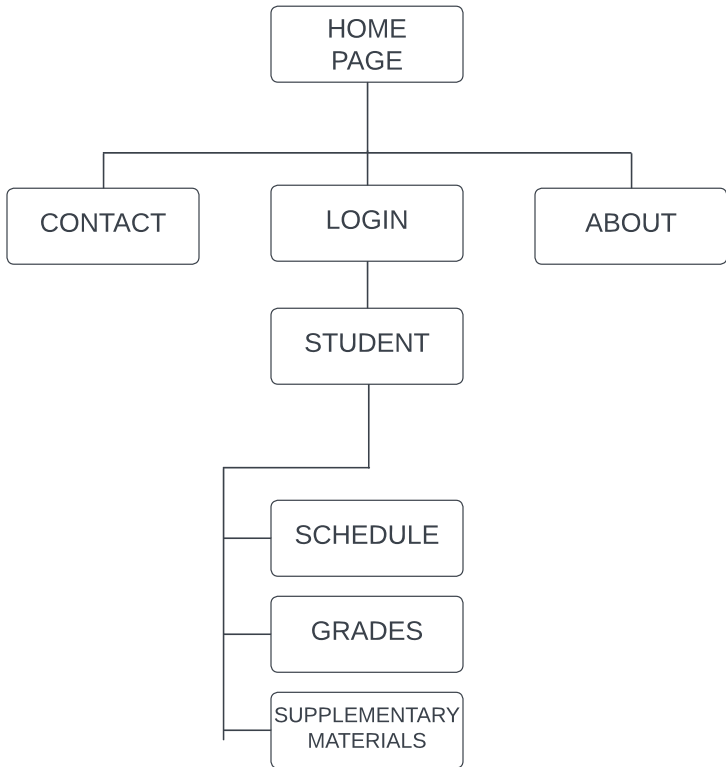 HOME
PAGE
CONTACT
LOGIN
ABOUT
STUDENT
SCHEDULE
GRADES
SUPPLEMENTARY
MATERIALS